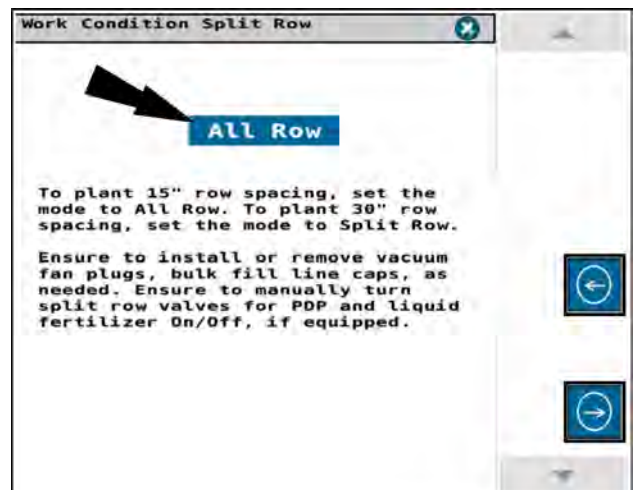 Work Condition Split Row
All Row
To plant 15" row spacing, set the
mode to All Row. To plant 30" row
spacing, set the mode to Split Row.
Ensure to install or remove vacuum
fan plugs, bulk fill line caps, as
needed. Ensure to manually turn
split row valves for PDP and liquid
fertilizer On/Off, if equipped.